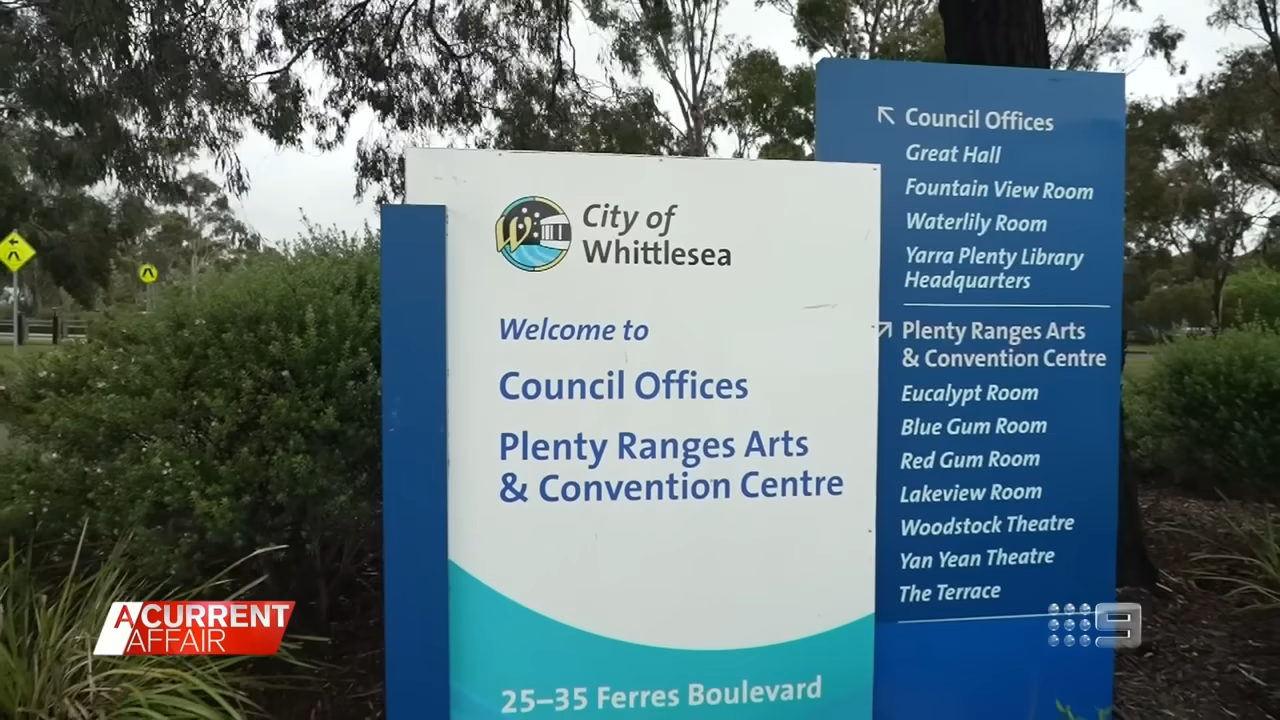 City of
Whittlesea
Welcome to
Council Offices
Plenty Ranges Arts
& Convention Centre
25–35 Ferres Boulevard
Council Offices
Great Hall
Fountain View Room
Waterlily Room
Yarra Plenty Library
Headquarters
Plenty Ranges Arts
& Convention Centre
Eucalypt Room
Blue Gum Room
Red Gum Room
Lakeview Room
Woodstock Theatre
Yan Yean Theatre
The Terrace
A CURRENT
AFFAIR
9